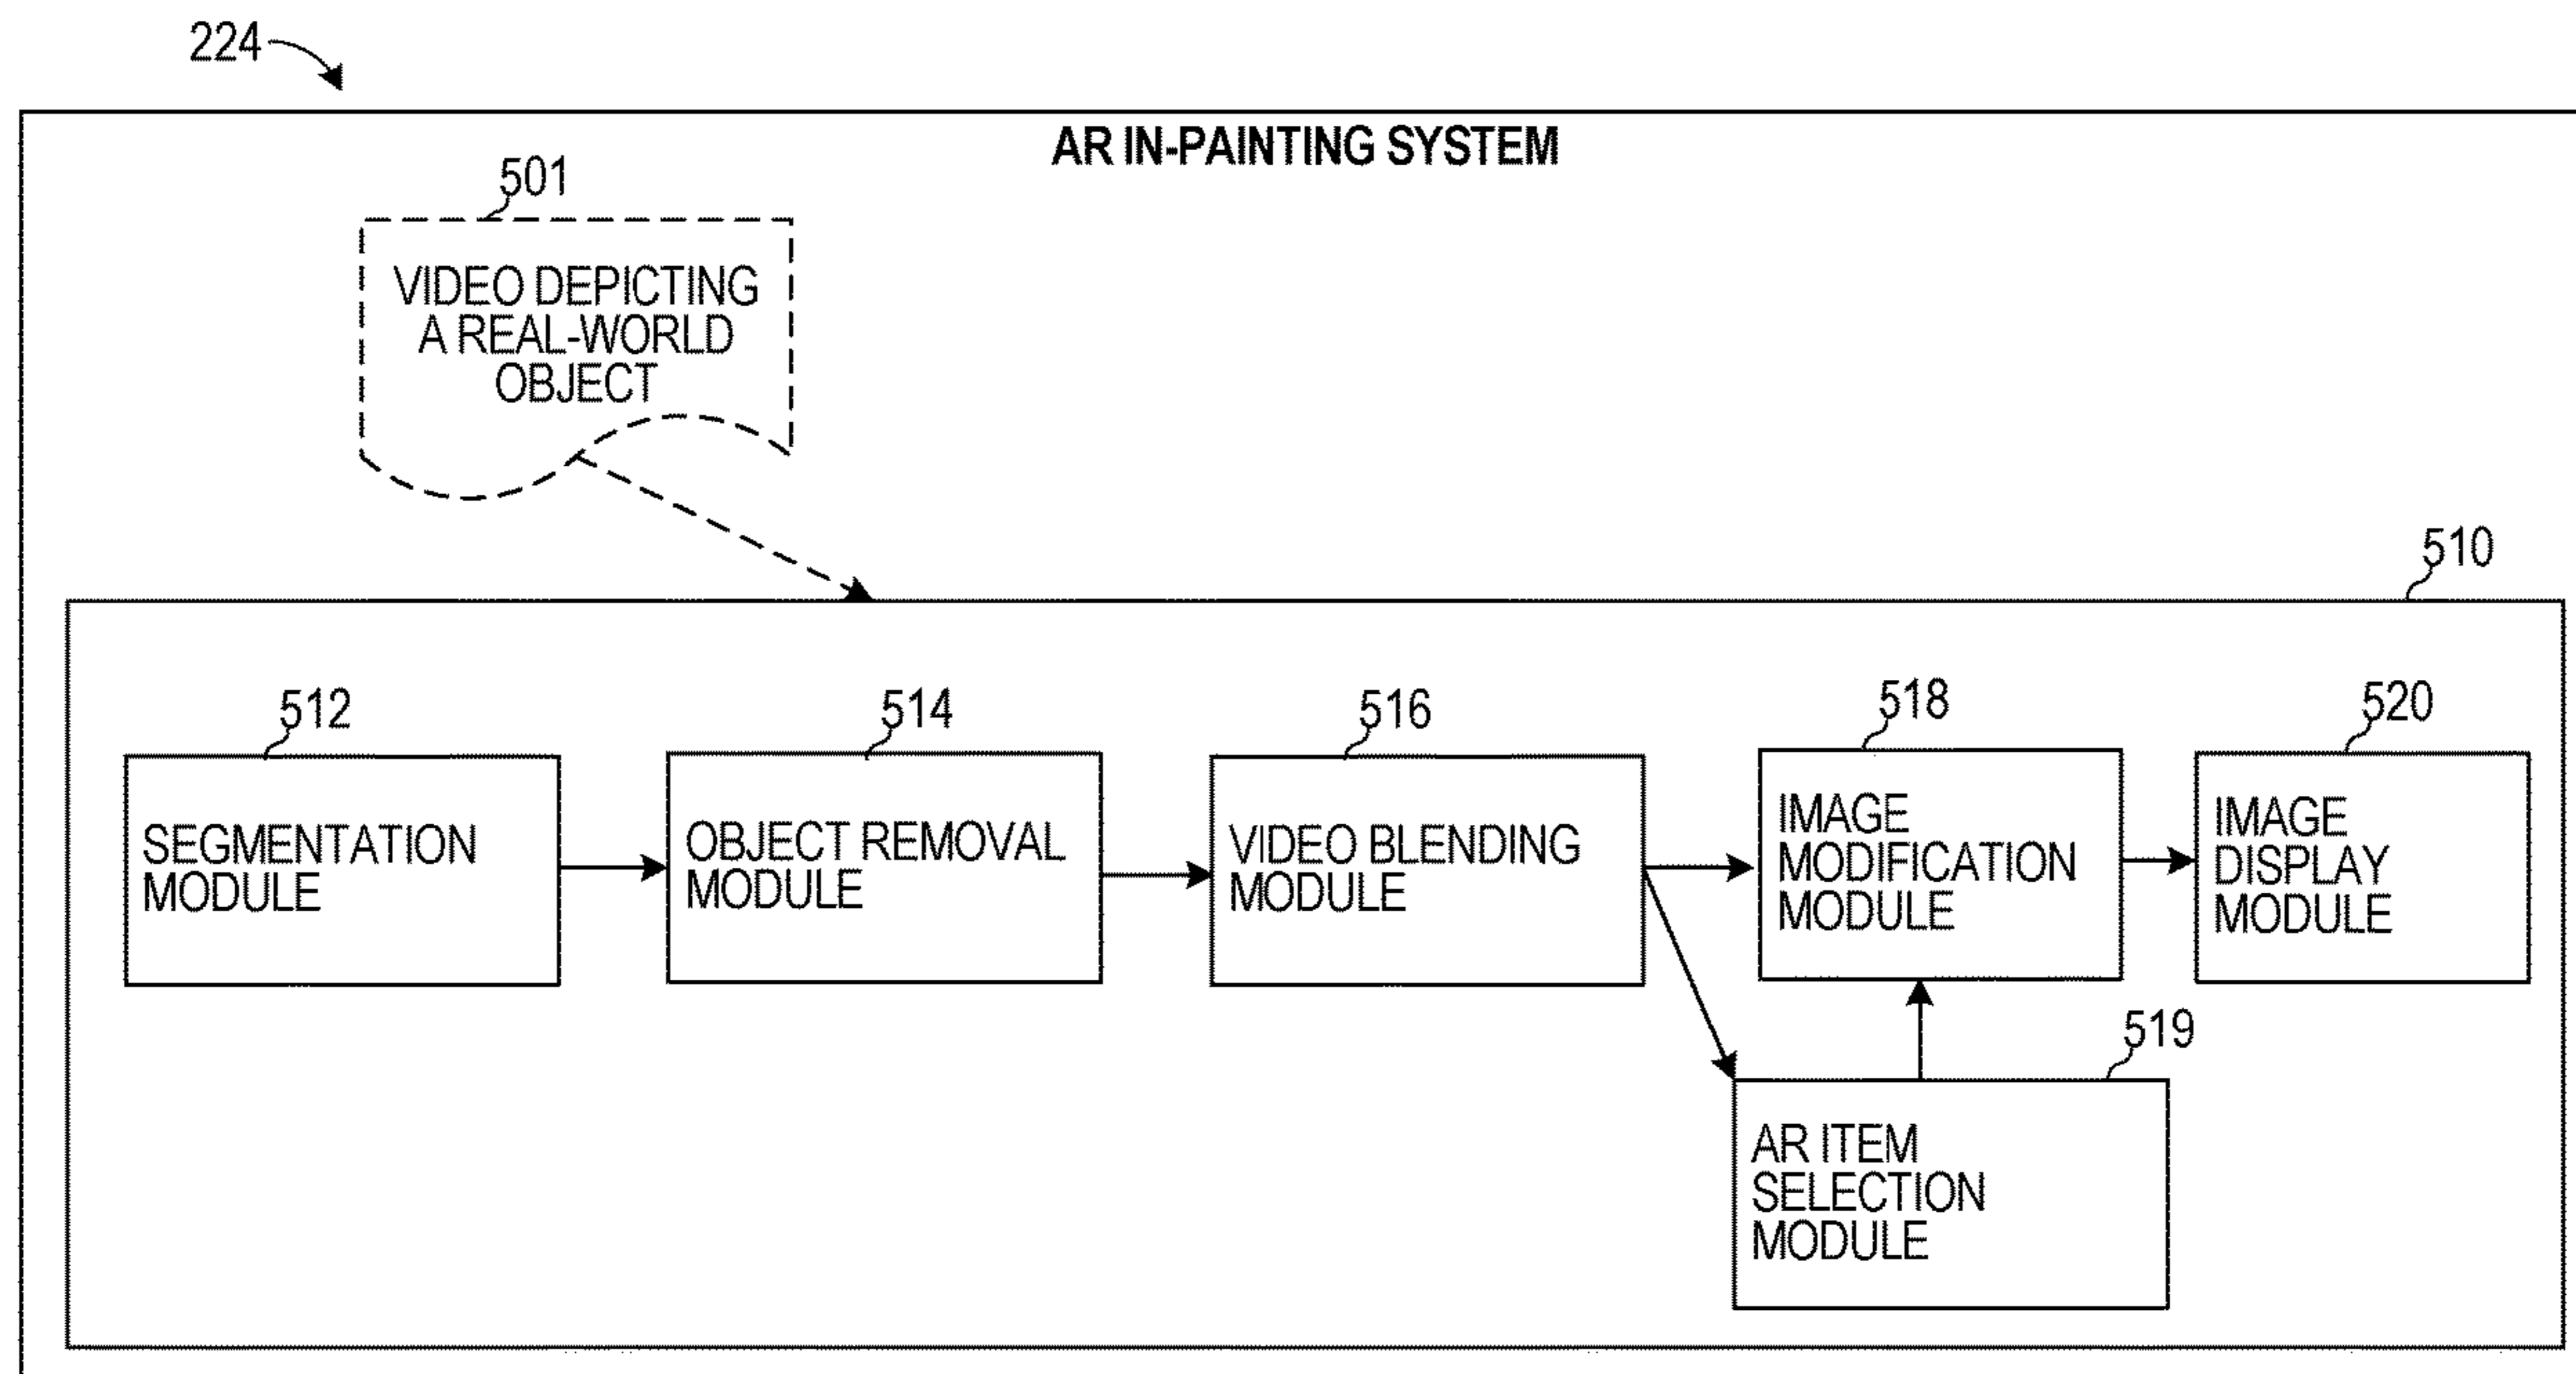 224
AR IN-PAINTING SYSTEM
501
VIDEO DEPICTING
A REAL-WORLD
OBJECT
510
512
SEGMENTATION
MODULE
514
OBJECT REMOVAL
MODULE
516
VIDEO BLENDING
MODULE
518
IMAGE
MODIFICATION
MODULE
520
IMAGE
DISPLAY
MODULE
519
AR ITEM
SELECTION
MODULE